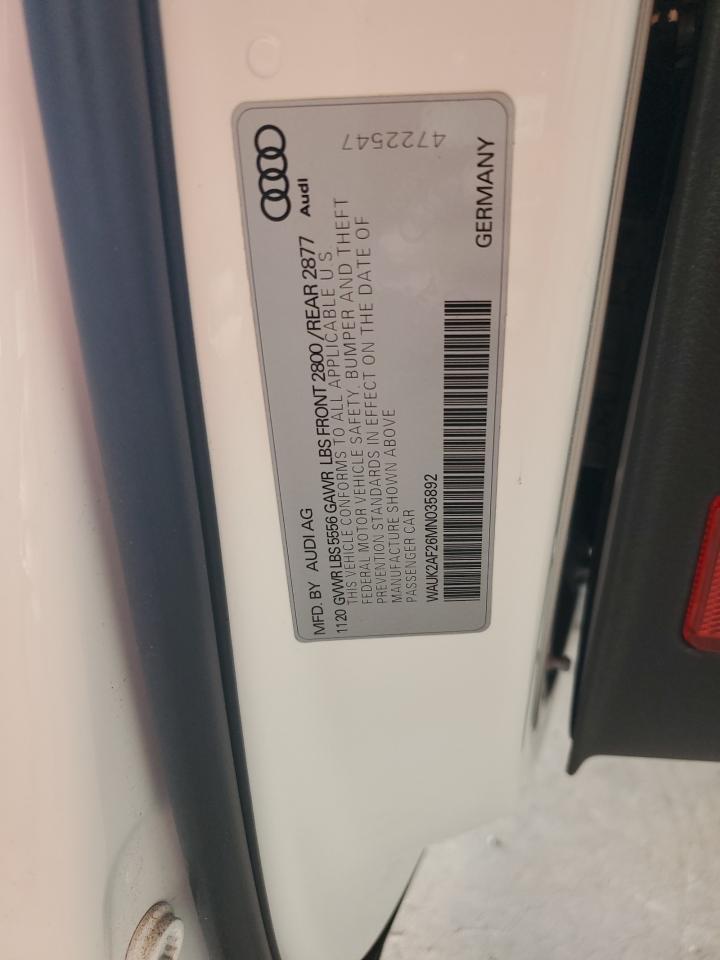 MFD. BY AUDI AG
1120 GVWR LBS 5556 GAWR LBS FRONT 2800/REAR 2877
THIS VEHICLE CONFORMS TO ALL APPLICABLE U S.
FEDERAL MOTOR VEHICLE SAFETY. BUMPER AND THEFT
PREVENTION STANDARDS IN EFFECT ON THE DATE OF
MANUFACTURE SHOWN ABOVE
PASSENGER CAR
WAUK2AF26MN035892
Audi
4722547
GERMANY